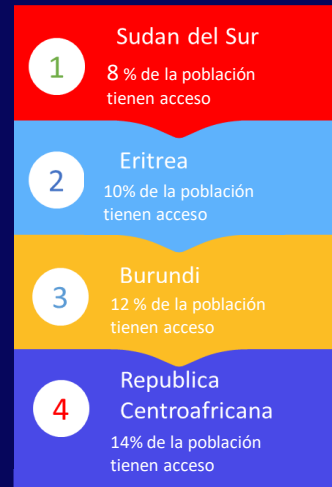 1
Sudan del Sur
8 % de la población
tienen acceso
2
Eritrea
10% de la población
tienen acceso
3
Burundi
12 % de la población
tienen acceso
4
Republica
Centroafricana
14% de la población
tienen acceso